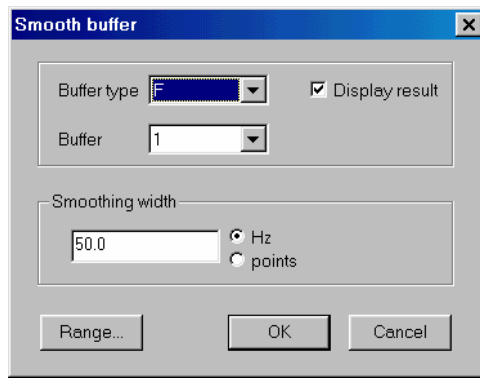 Smooth buffer
Buffer type F Display result
Buffer 1
Smoothing width
50.0 Hz
points
Range... OK Cancel